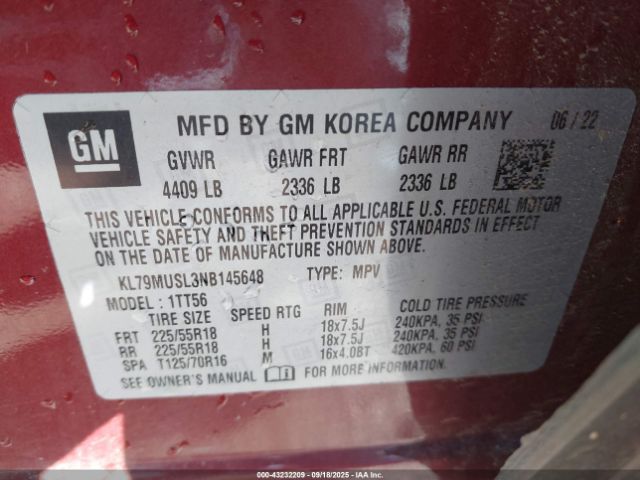 GM
MFD BY GM KOREA COMPANY 06 / 22
GVWR GAWR FRT GAWR RR
4409 LB 2336 LB 2336 LB
THIS VEHICLE CONFORMS TO ALL APPLICABLE U.S. FEDERAL MOTOR
VEHICLE SAFETY AND THEFT PREVENTION STANDARDS IN EFFECT
ON THE DATE OF MANUFACTURE SHOWN ABOVE.
KL79MUSL3NB145648 TYPE: MPV
MODEL : 1TT56
TIRE SIZE SPEED RTG RIM COLD TIRE PRESSURE
FRT 225/55R18 H 18x7.5J 240KPA, 35 PSI
RR 225/55R18 H 18x7.5J 240KPA, 35 PSI
SPA T125/70R16 M 16x4.0BT 420KPA, 60 PSI
SEE OWNER'S MANUAL FOR MORE INFORMATION.
000-43232209 - 09/18/2025 - IAAI.COM